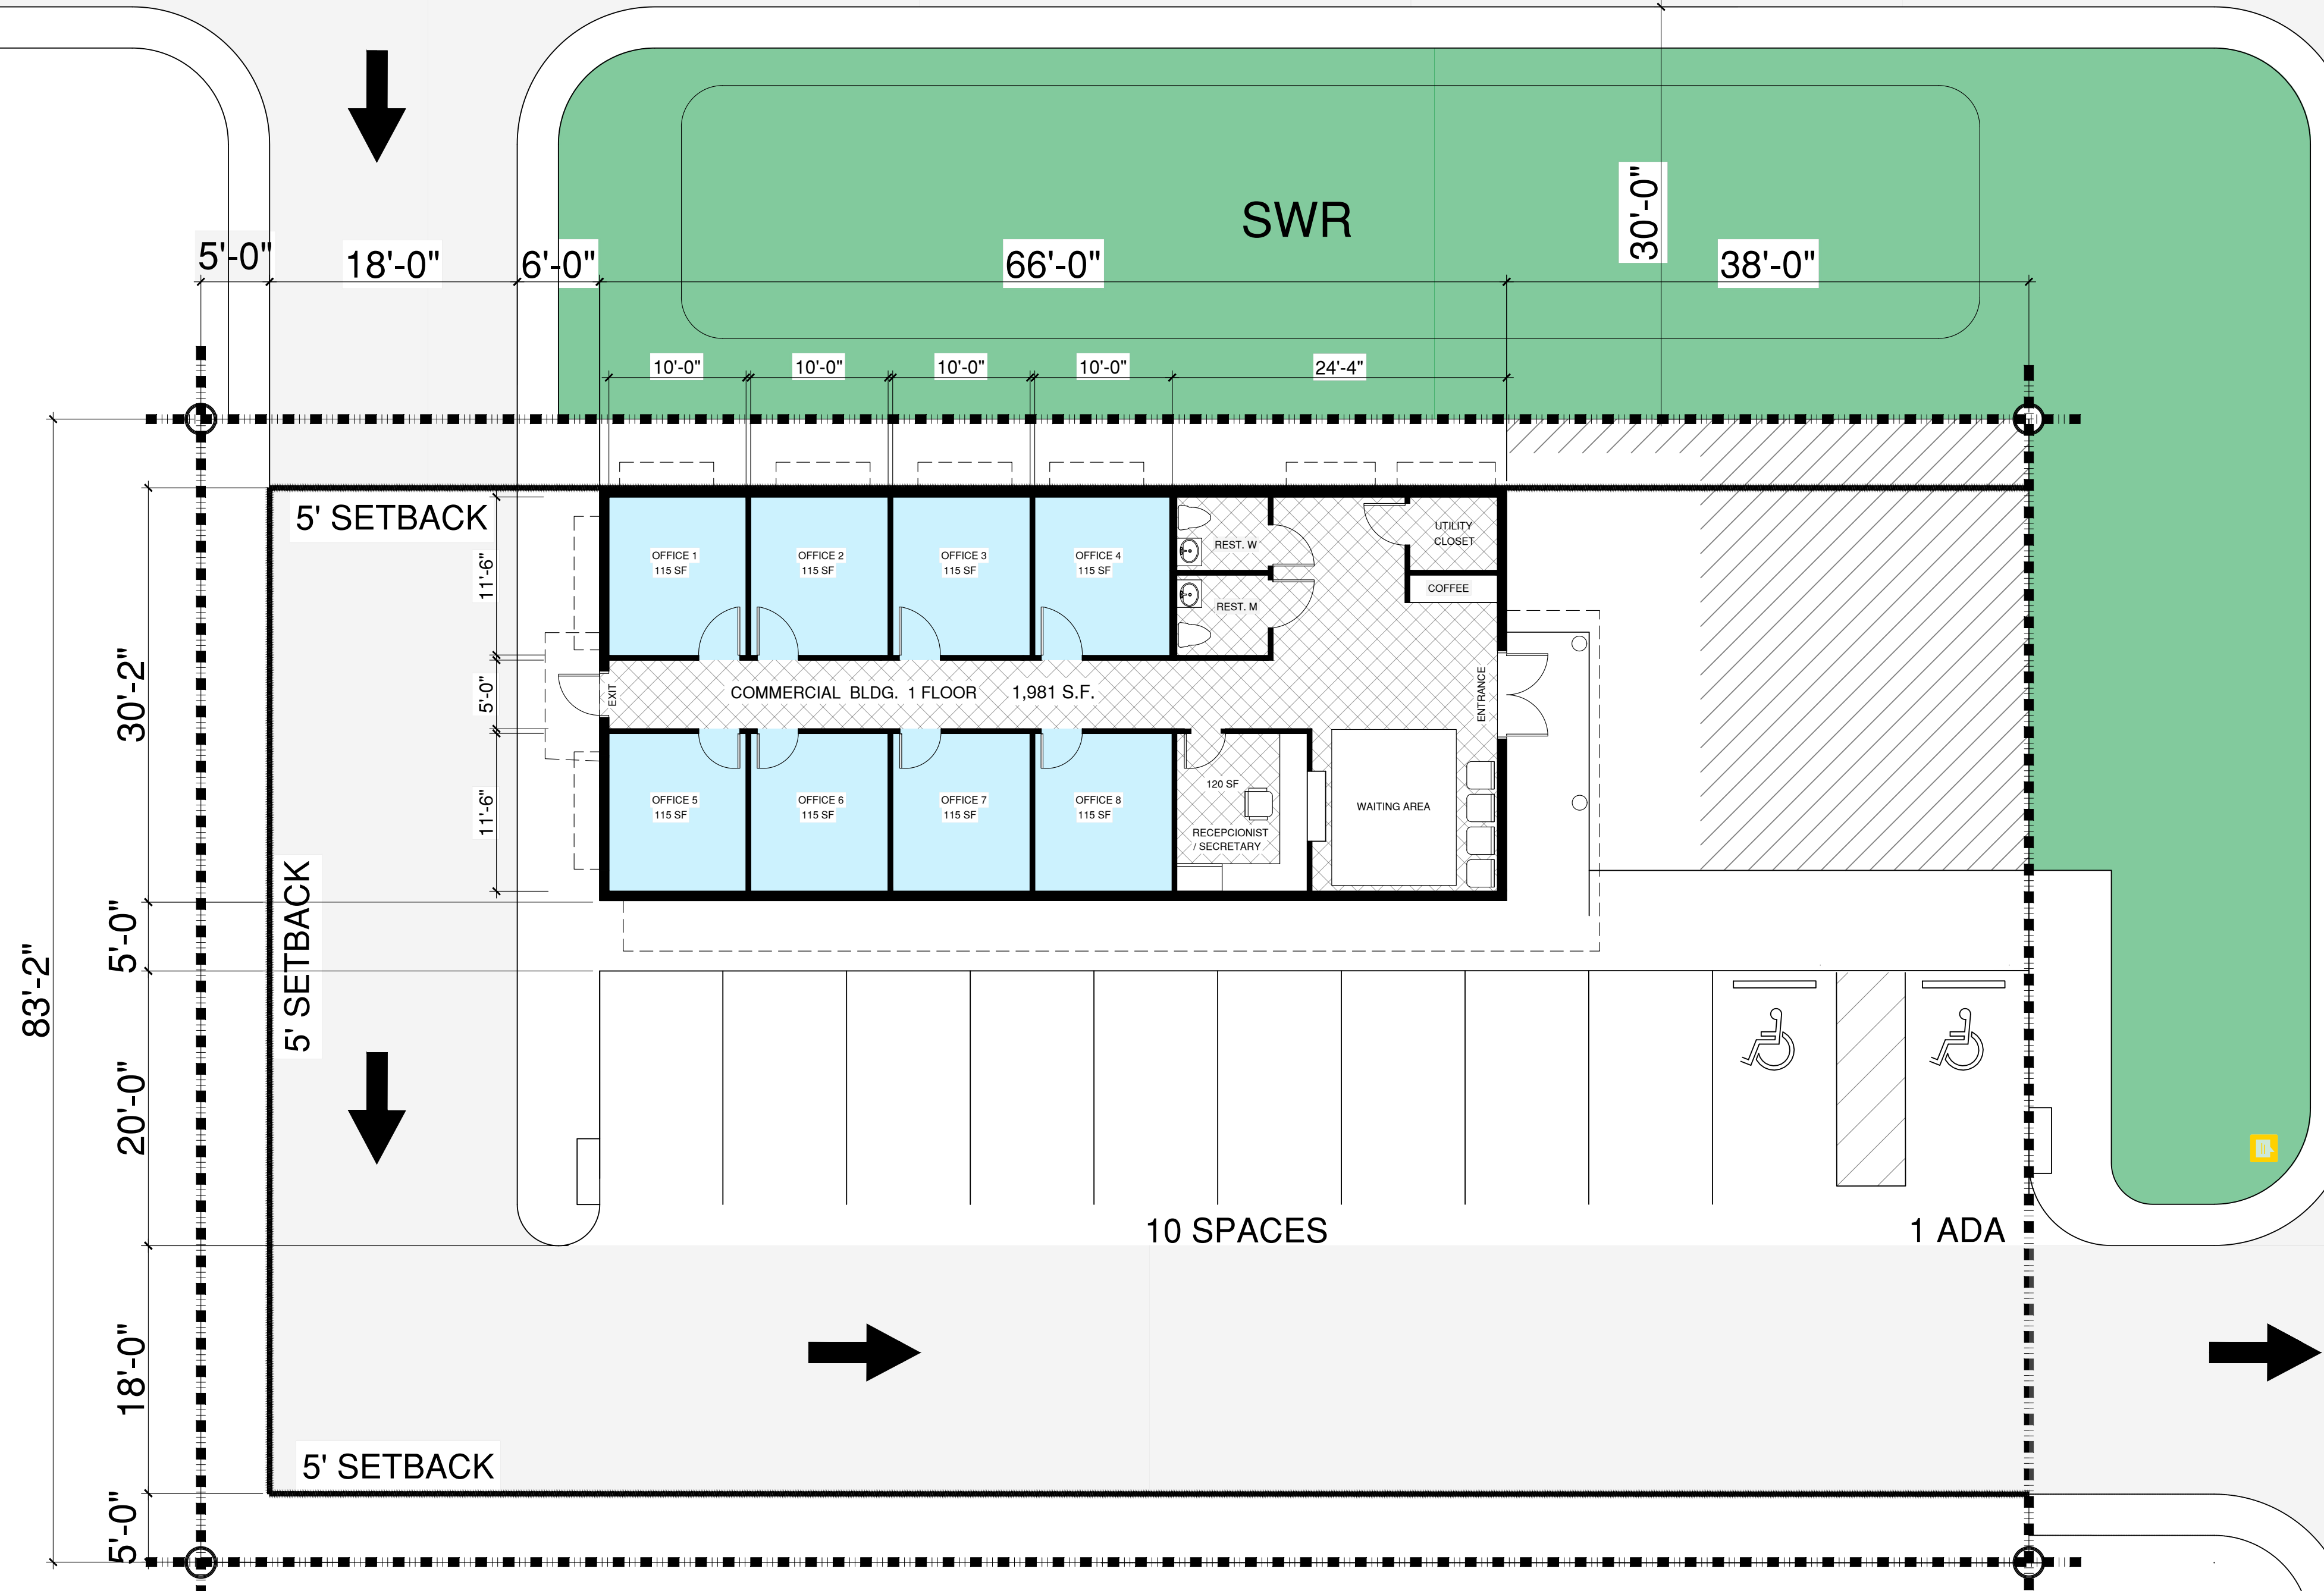 SWR
30'-0"
5'-0"
18'-0"
6'-0"
66'-0"
38'-0"
10'-0"
10'-0"
10'-0"
10'-0"
24'-4"
5' SETBACK
11'-6"
OFFICE 1
115 SF
OFFICE 2
115 SF
OFFICE 3
115 SF
OFFICE 4
115 SF
REST. W
REST. M
UTILITY
CLOSET
COFFEE
30'-2"
5'-0"
EXIT
COMMERCIAL BLDG. 1 FLOOR 1,981 S.F.
ENTRANCE
11'-6"
OFFICE 5
115 SF
OFFICE 6
115 SF
OFFICE 7
115 SF
OFFICE 8
115 SF
120 SF
RECEPCIONIST
/ SECRETARY
WAITING AREA
5' SETBACK
5'-0"
83'-2"
20'-0"
10 SPACES
1 ADA
18'-0"
5' SETBACK
5'-0"